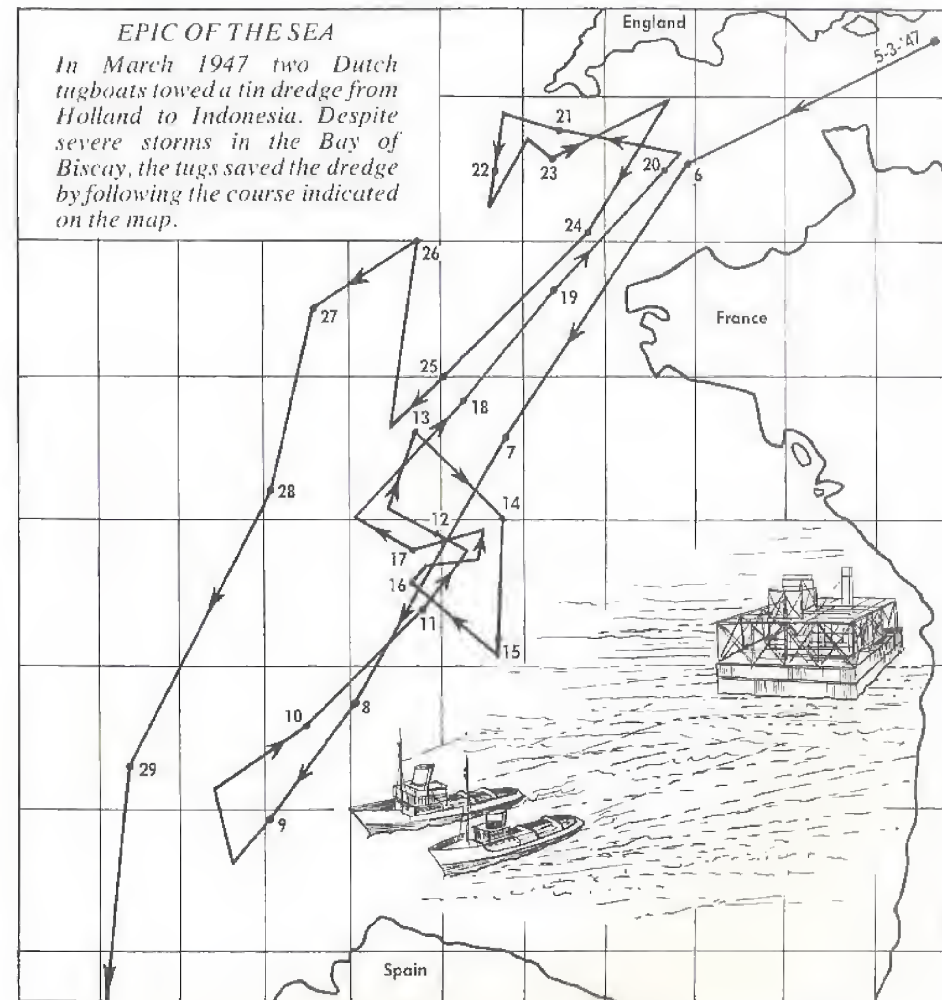 EPIC OF THE SEA
In March 1947 two Dutch
tugboats towed a tin dredge from
Holland to Indonesia. Despite
severe storms in the Bay of
Biscay, the tugs saved the dredge
by following the course indicated
on the map.
England
5-3-'47
21
22
23
20
6
24
26
19
27
France
25
18
13
7
28
14
12
17
16
11
15
8
10
29
9
Spain